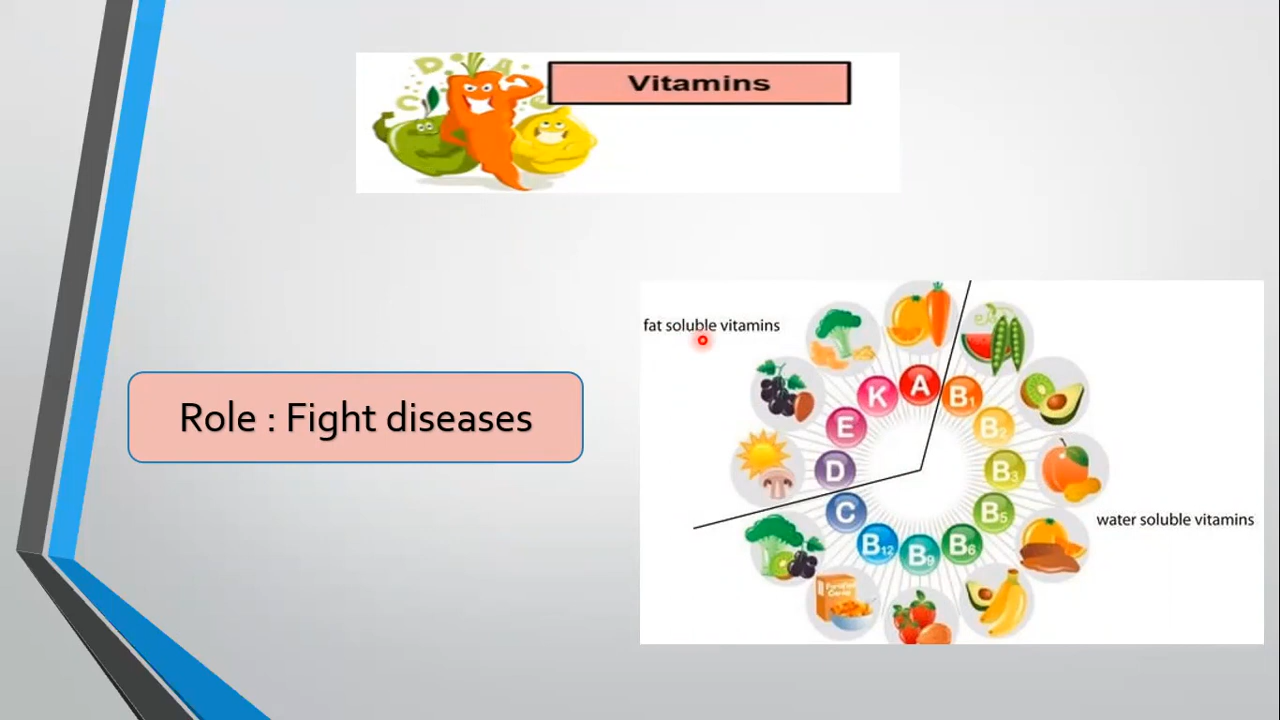 D A
C e
Vitamins
Role : Fight diseases
fat soluble vitamins
K A B1
E B2
D B3
C B5
B12 B9 B6
water soluble vitamins